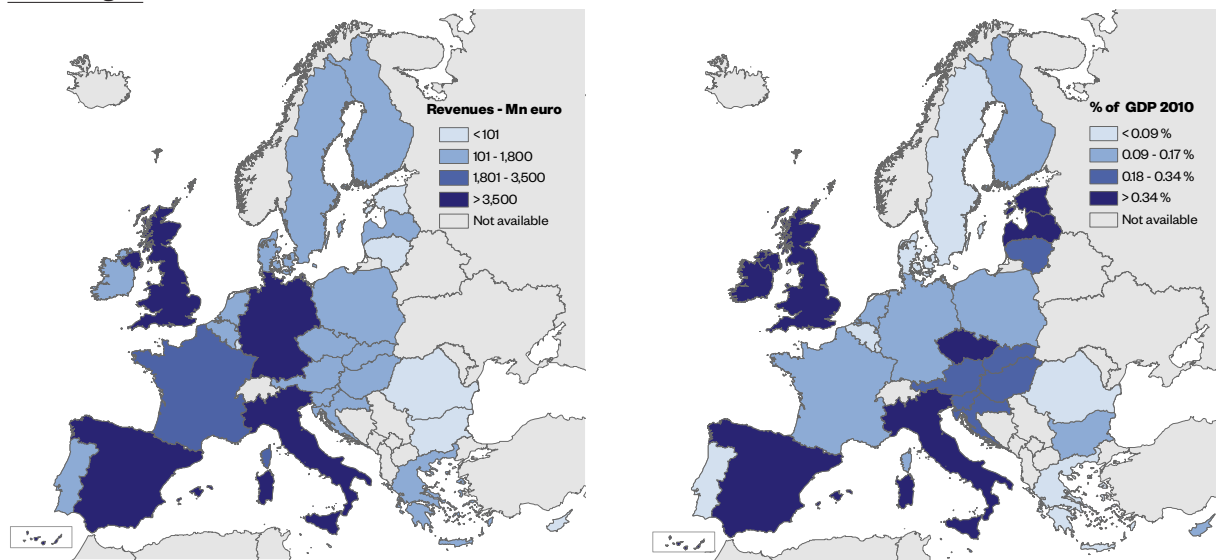 Revenues - Mn euro
< 101
101 - 1,800
1,801 - 3,500
> 3,500
Not available
% of GDP 2010
< 0.09 %
0.09 - 0.17 %
0.18 - 0.34 %
> 0.34 %
Not available